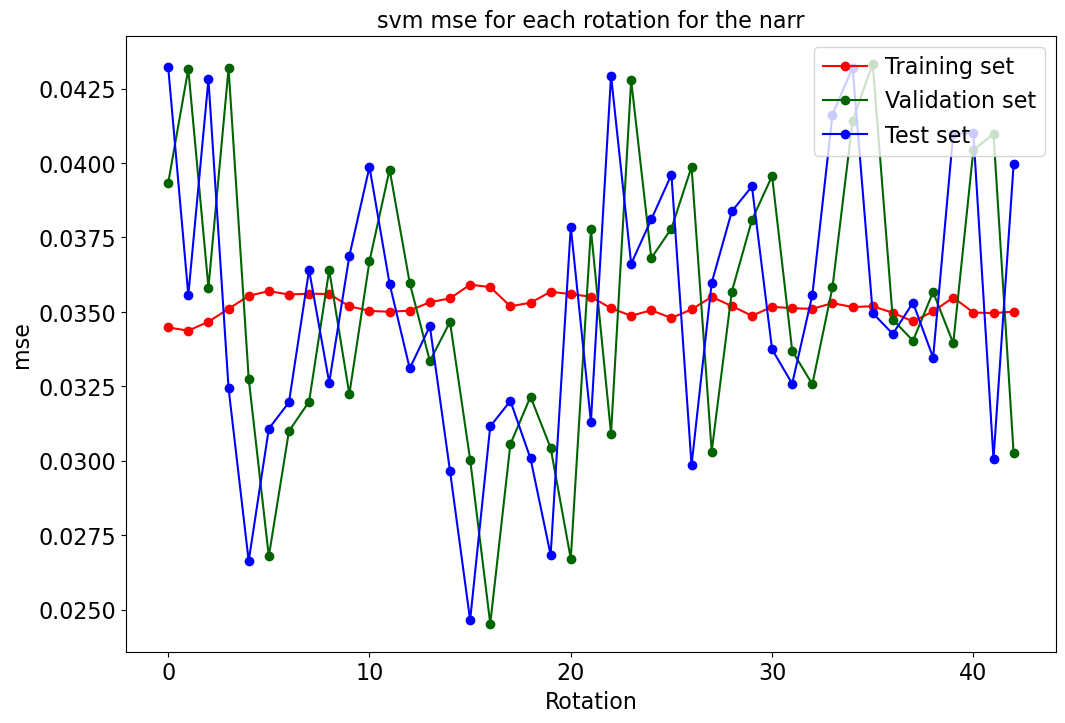 svm mse for each rotation for the narr
Training set
Validation set
Test set
0.0425
0.0400
0.0375
0.0350
0.0325
0.0300
0.0275
0.0250
mse
0 10 20 30 40
Rotation